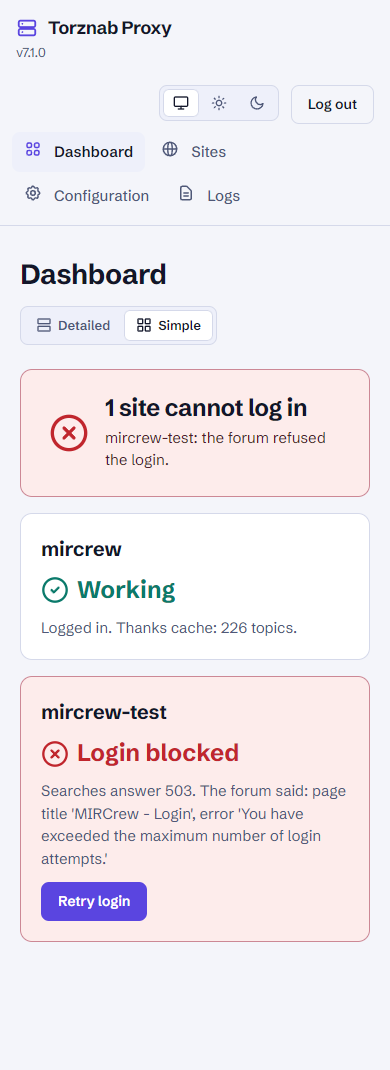 Torznab Proxy
v7.1.0
Log out
Dashboard
Sites
Configuration
Logs
Dashboard
Detailed
Simple
1 site cannot log in
mircrew-test: the forum refused
the login.
mircrew
Working
Logged in. Thanks cache: 226 topics.
mircrew-test
Login blocked
Searches answer 503. The forum said: page
title 'MIRCrew - Login', error 'You have
exceeded the maximum number of login
attempts.'
Retry login